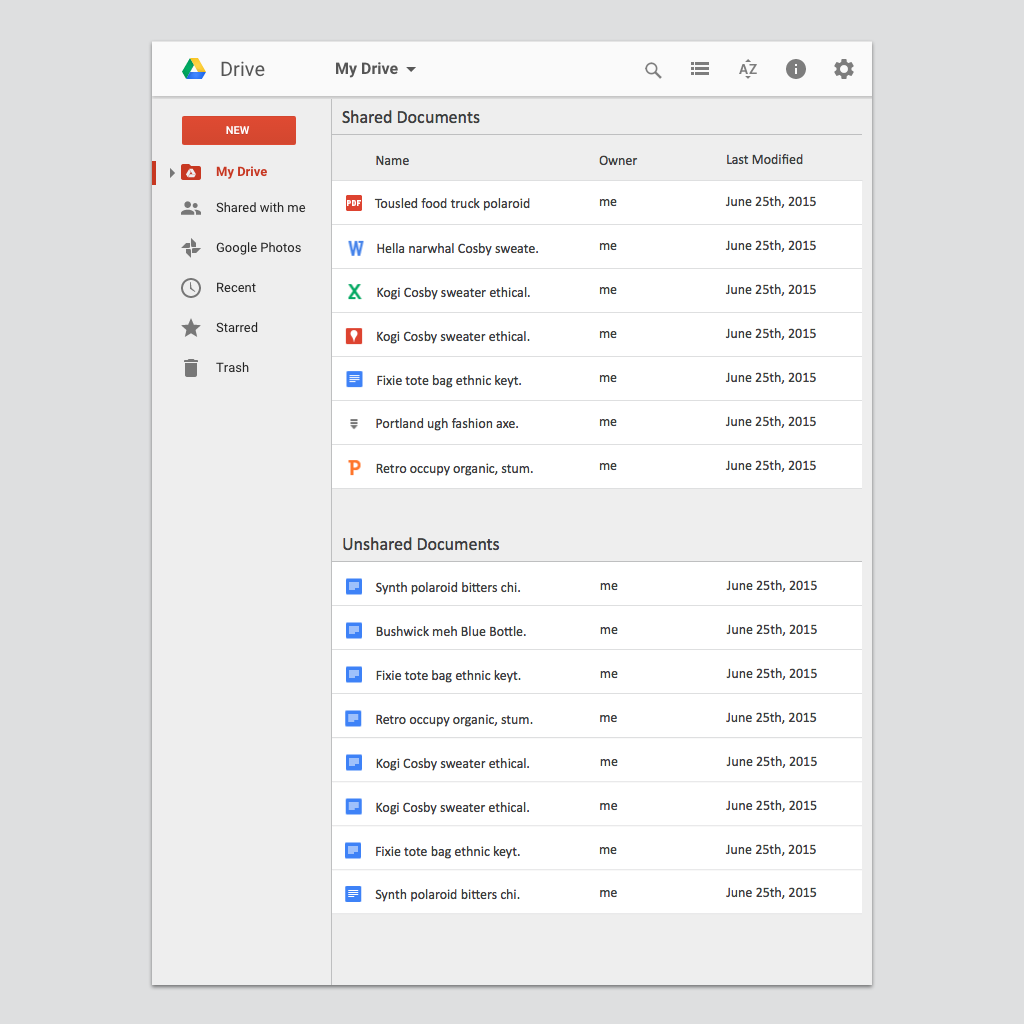 Drive
My Drive
AZ
NEW
My Drive
Shared with me
Google Photos
Recent
Starred
Trash
Shared Documents
Name Owner Last Modified
PDF Tousled food truck polaroid me June 25th, 2015
W Hella narwhal Cosby sweate. me June 25th, 2015
X Kogi Cosby sweater ethical. me June 25th, 2015
Kogi Cosby sweater ethical. me June 25th, 2015
Fixie tote bag ethnic keyt. me June 25th, 2015
Portland ugh fashion axe. me June 25th, 2015
P Retro occupy organic, stum. me June 25th, 2015
Unshared Documents
Synth polaroid bitters chi. me June 25th, 2015
Bushwick meh Blue Bottle. me June 25th, 2015
Fixie tote bag ethnic keyt. me June 25th, 2015
Retro occupy organic, stum. me June 25th, 2015
Kogi Cosby sweater ethical. me June 25th, 2015
Kogi Cosby sweater ethical. me June 25th, 2015
Fixie tote bag ethnic keyt. me June 25th, 2015
Synth polaroid bitters chi. me June 25th, 2015